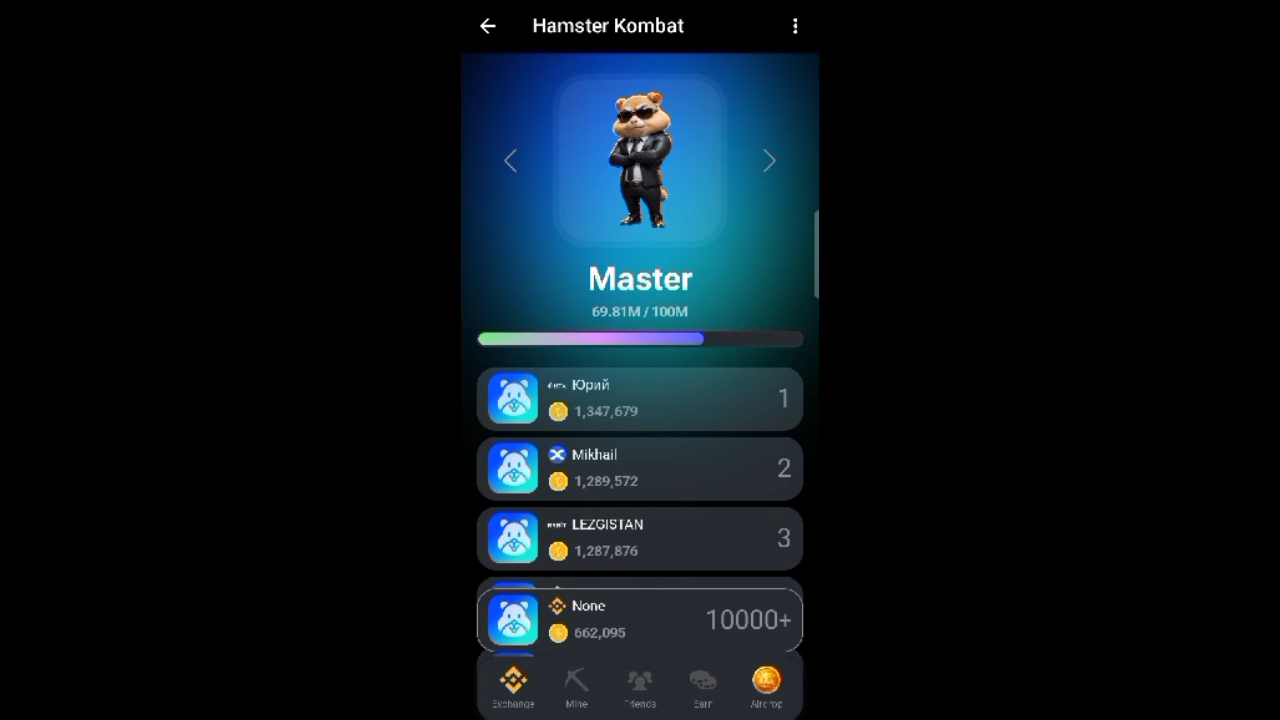 Hamster Kombat
Master
69.81M / 100M
Юрий
1,347,679
1
Mikhail
1,289,572
2
LEZGISTAN
1,287,876
3
None
662,095
10000+
Exchange
Mine
Friends
Earn
Airdrop